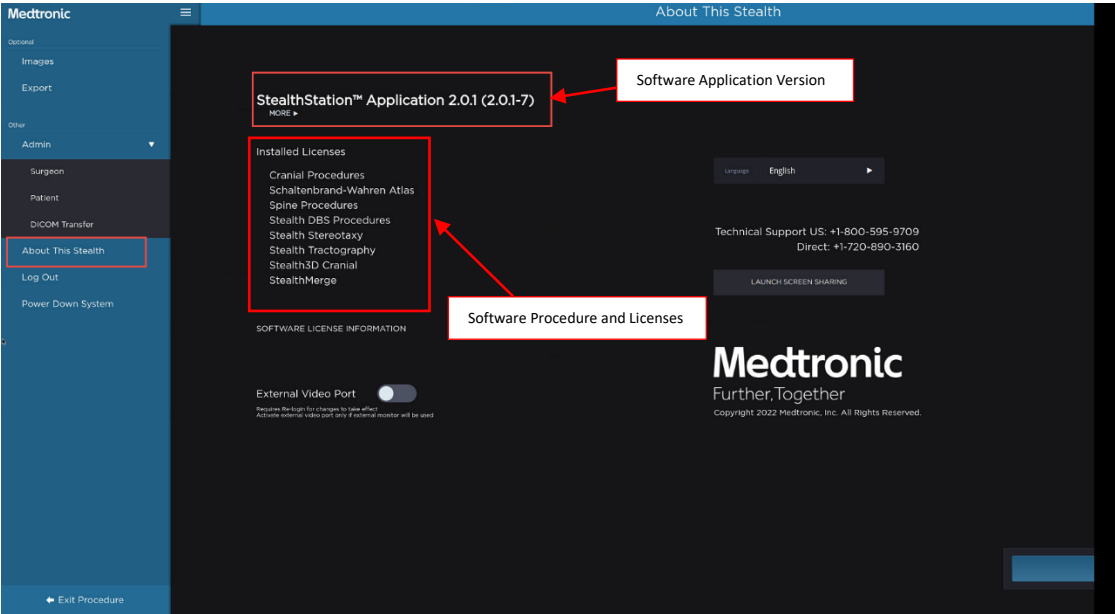 Medtronic
About This Stealth
Optional
Images
Export
Other
Admin
Surgeon
Patient
DICOM Transfer
About This Stealth
Log Out
Power Down System
Exit Procedure
Software Application Version
StealthStation™ Application 2.0.1 (2.0.1-7)
MORE
Installed Licenses
Cranial Procedures
Schaltenbrand-Wahren Atlas
Spine Procedures
Stealth DBS Procedures
Stealth Stereotaxy
Stealth Tractography
Stealth3D Cranial
StealthMerge
Software Procedure and Licenses
SOFTWARE LICENSE INFORMATION
External Video Port
Requires Re-login for changes to take effect
Activate external video port only if external monitor will be used
Language English
Technical Support US: +1-800-595-9709
Direct: +1-720-890-3160
LAUNCH SCREEN SHARING
Medtronic
Further, Together
Copyright 2022 Medtronic, Inc. All Rights Reserved.